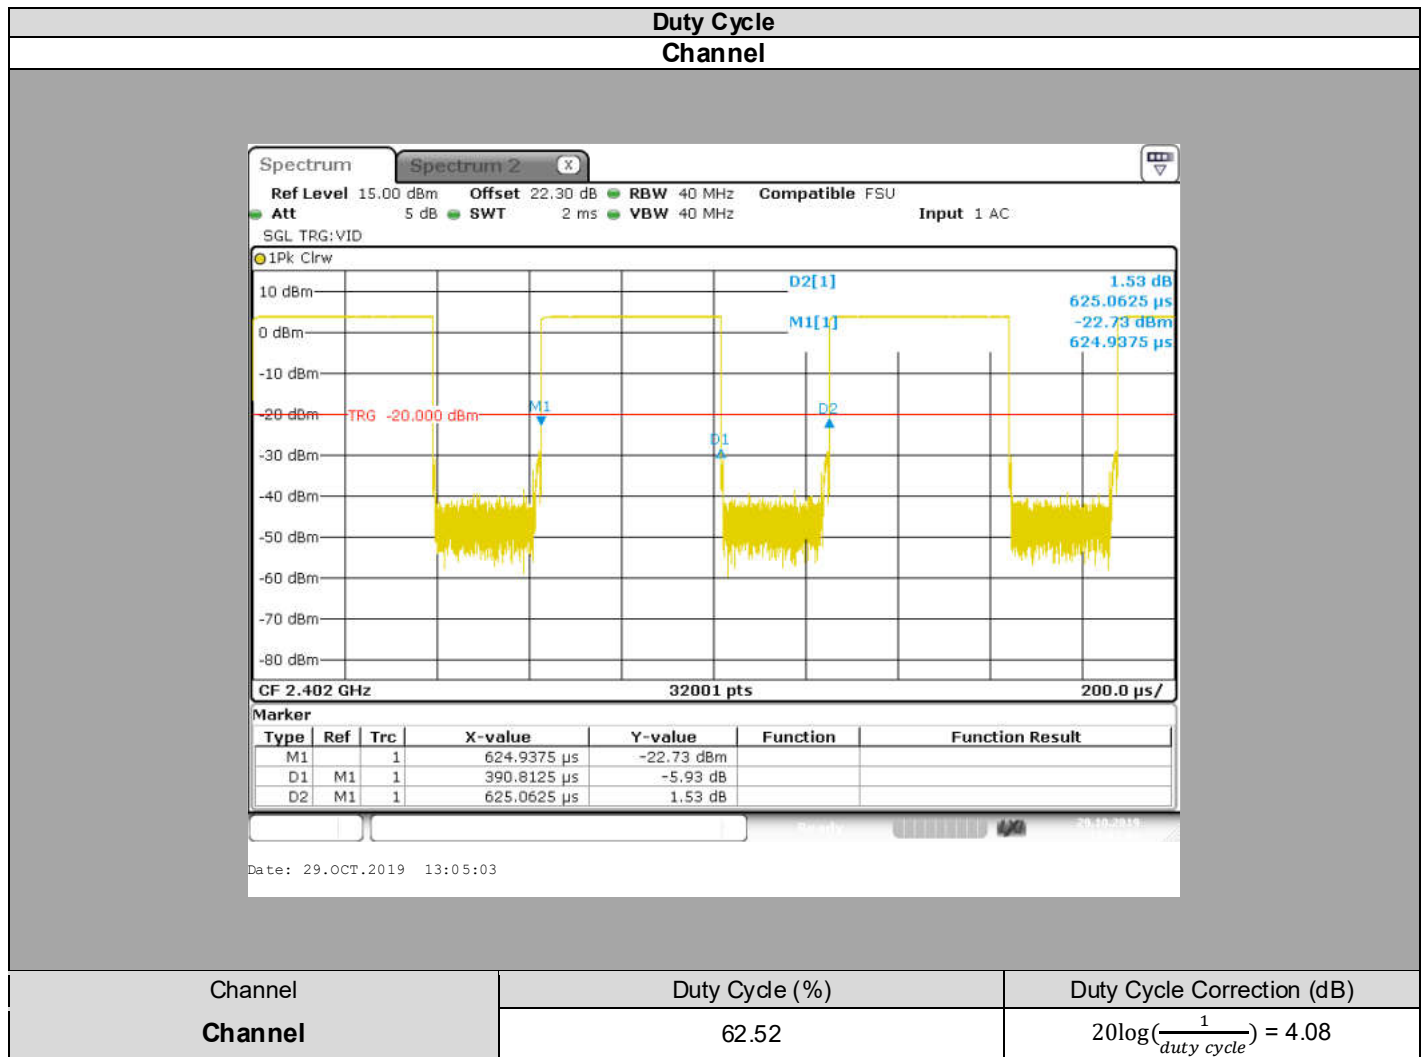 Duty Cycle
Channel
Spectrum
Spectrum 2 X
Ref Level 15.00 dBm Offset 22.30 dB RBW 40 MHz Compatible FSU
Att 5 dB SWT 2 ms VBW 40 MHz Input 1 AC
SGL TRG:VID
1Pk Clrw
D2[1] 1.53 dB
625.0625 µs
M1[1] -22.73 dBm
624.9375 µs
10 dBm
0 dBm
-10 dBm
-20 dBm TRG -20.000 dBm
M1
D2
D1
-30 dBm
-40 dBm
-50 dBm
-60 dBm
-70 dBm
-80 dBm
CF 2.402 GHz 32001 pts 200.0 µs/
Marker
Type Ref Trc X-value Y-value Function Function Result
M1 1 624.9375 µs -22.73 dBm
D1 M1 1 390.8125 µs -5.93 dB
D2 M1 1 625.0625 µs 1.53 dB
Ready
Date: 29.OCT.2019 13:05:03
Channel Duty Cycle (%) Duty Cycle Correction (dB)
Channel 62.52 20log(1/duty cycle) = 4.08